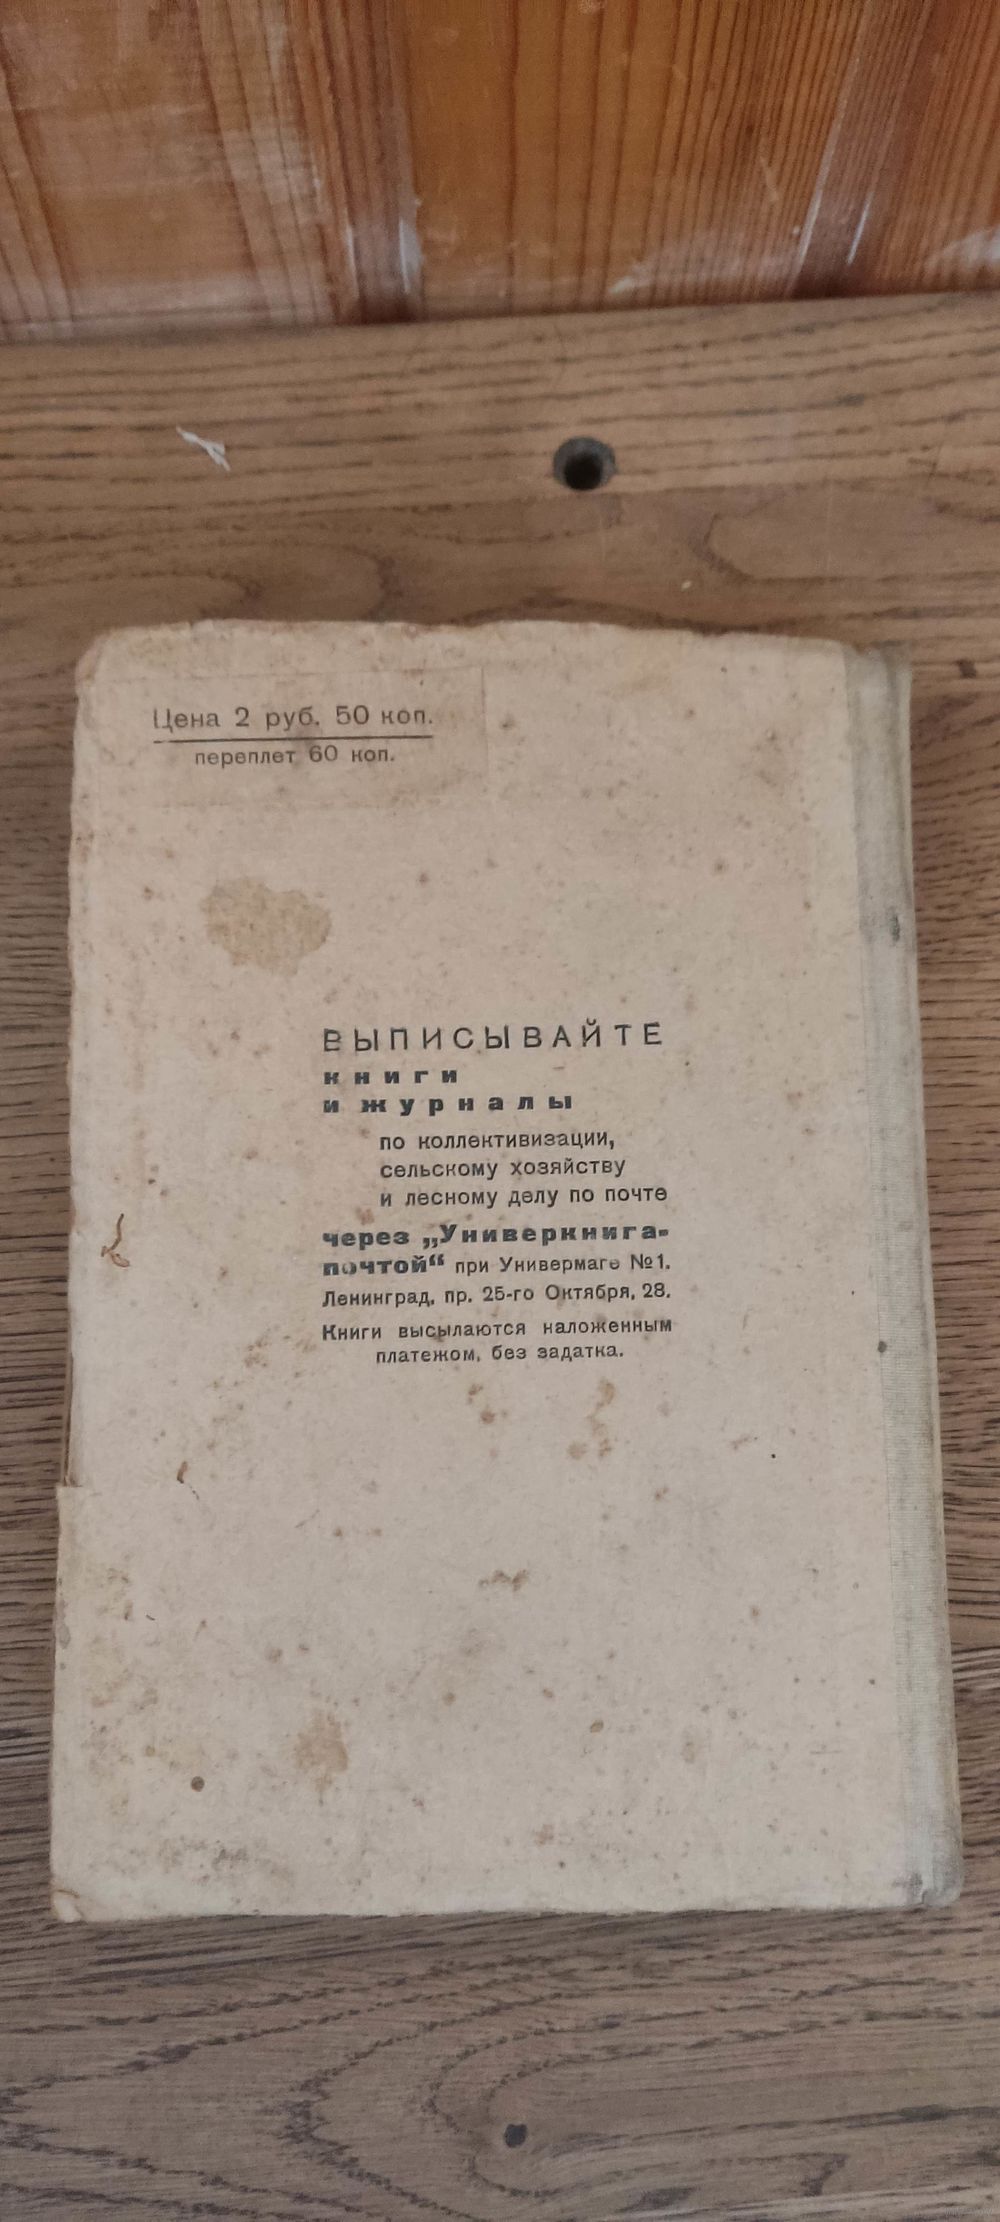 Цена 2 руб. 50 коп.
переплет 60 коп.
ВЫПИСЫВАЙТЕ
книги
и журналы
по коллективизации,
сельскому хозяйству
и лесному делу по почте
через „Универкнига-
почтой“ при Универмаге №1.
Ленинград, пр. 25-го Октября, 28.
Книги высылаются наложенным
платежом, без задатка.